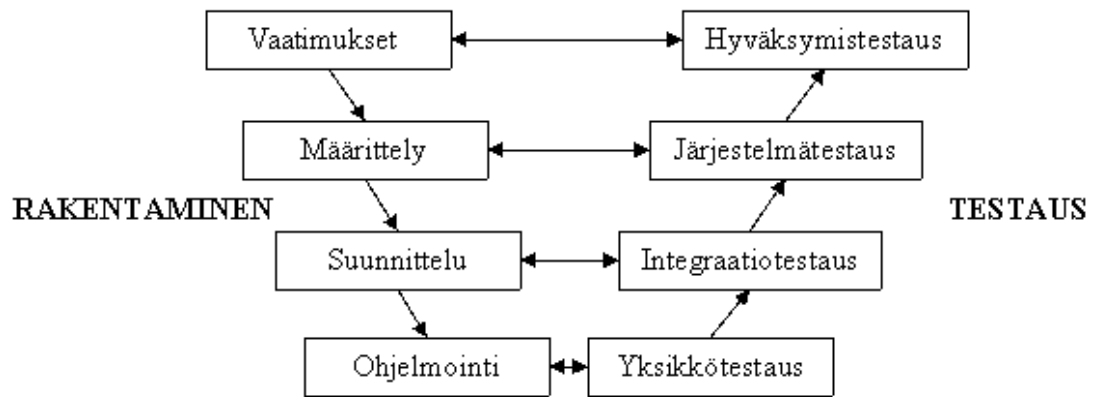 Vaatimukset
Hyväksymistestaus
Määrittely
Järjestelmätestaus
RAKENTAMINEN
TESTAUS
Suunnittelu
Integraatiotestaus
Ohjelmointi
Yksikkötestaus